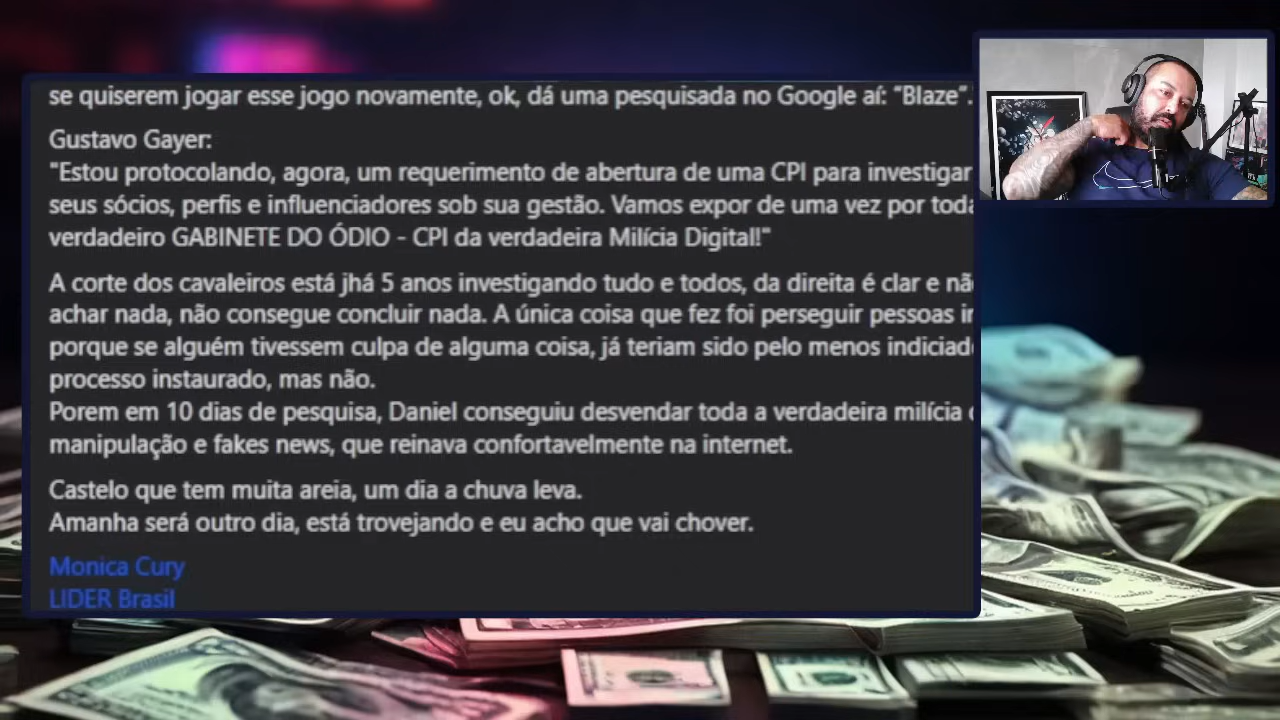 se quiserem jogar esse jogo novamente, ok, dá uma pesquisada no Google aí: “Blaze”.
Gustavo Gayer:
"Estou protocolando, agora, um requerimento de abertura de uma CPI para investigar
seus sócios, perfis e influenciadores sob sua gestão. Vamos expor de uma vez por toda
verdadeiro GABINETE DO ÓDIO - CPI da verdadeira Milícia Digital!"
A corte dos cavaleiros está jhá 5 anos investigando tudo e todos, da direita é clar e nã
achar nada, não consegue concluir nada. A única coisa que fez foi perseguir pessoas in
porque se alguém tivessem culpa de alguma coisa, já teriam sido pelo menos indiciado
processo instaurado, mas não.
Porem em 10 dias de pesquisa, Daniel conseguiu desvendar toda a verdadeira milícia
manipulação e fakes news, que reinava confortavelmente na internet.
Castelo que tem muita areia, um dia a chuva leva.
Amanha será outro dia, está trovejando e eu acho que vai chover.
Monica Cury
LIDER Brasil